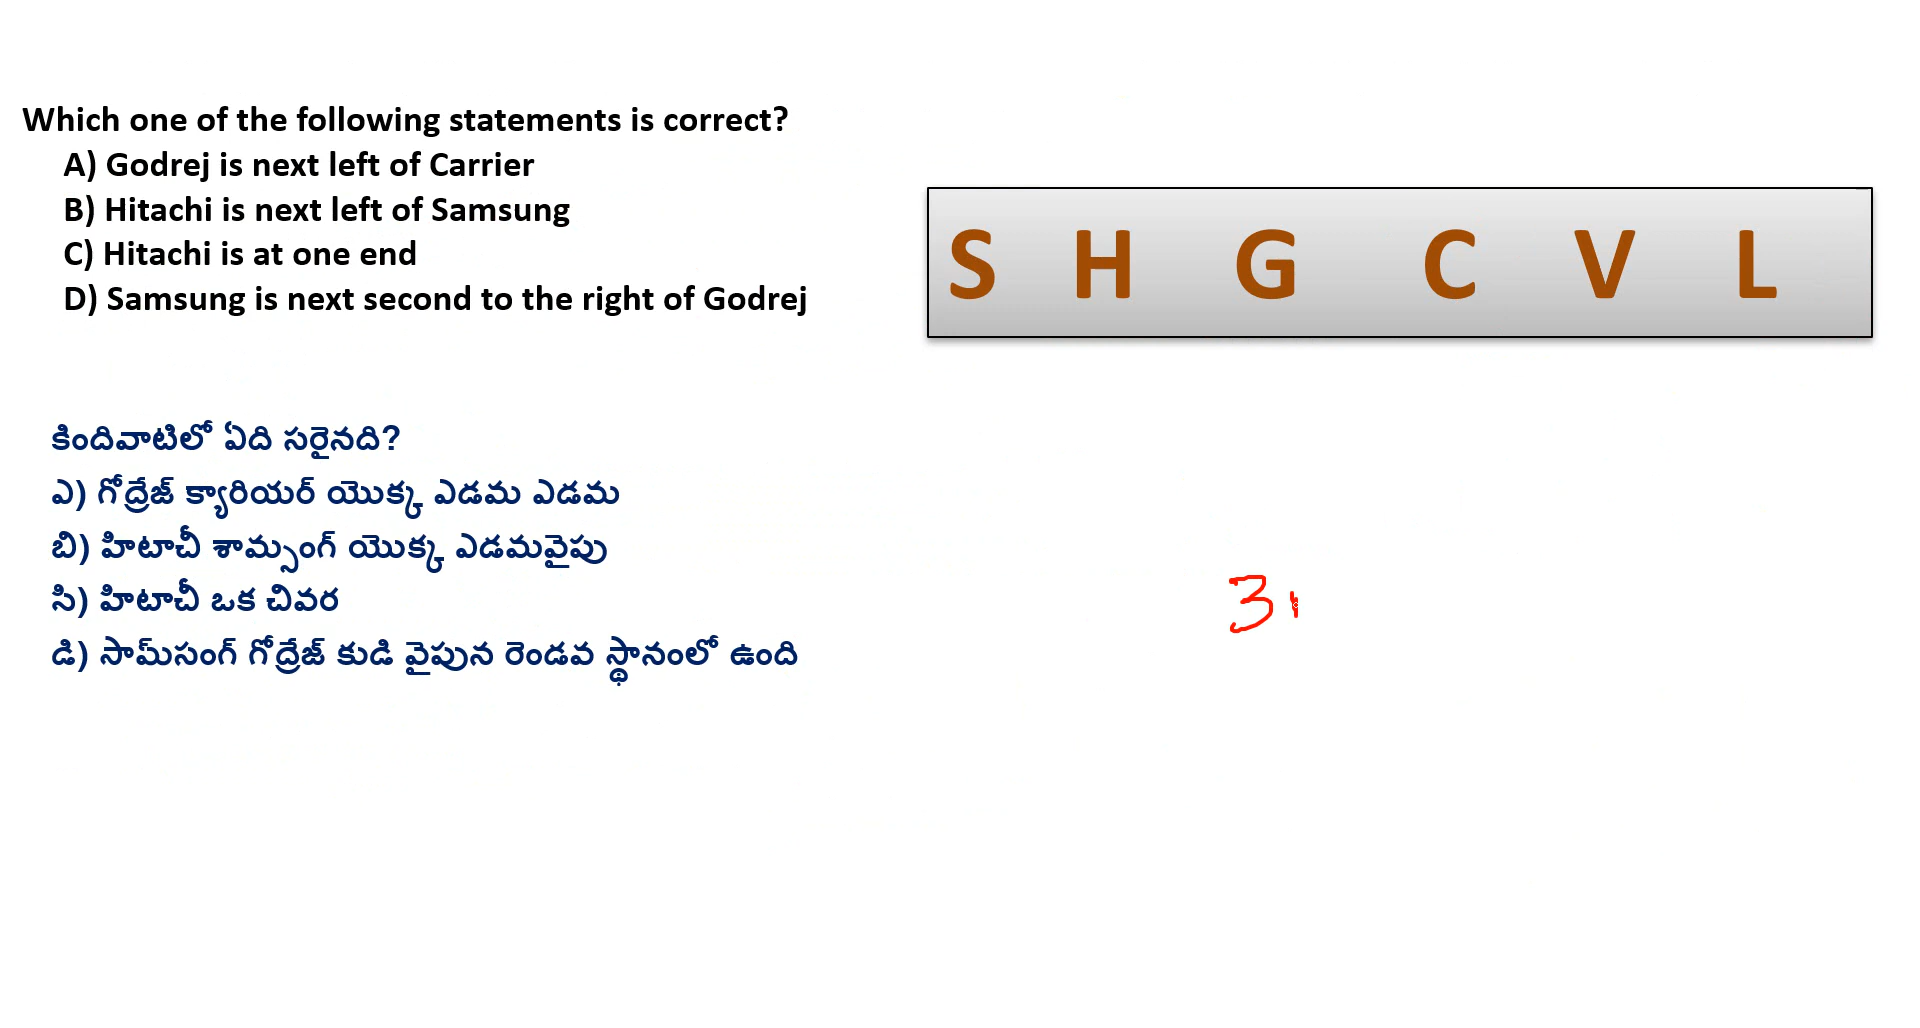 Which one of the following statements is correct?
A) Godrej is next left of Carrier
B) Hitachi is next left of Samsung
C) Hitachi is at one end
D) Samsung is next second to the right of Godrej
S H G C V L
కిందివాటిలో ఏది సరైనది?
ఎ) గోద్రేజ్ క్యారియర్ యొక్క ఎడమ ఎడమ
బి) హిటాచీ శామ్సంగ్ యొక్క ఎడమవైపు
సి) హిటాచీ ఒక చివర
డి) సామ్‌సంగ్ గోద్రేజ్ కుడి వైపున రెండవ స్థానంలో ఉంది
3